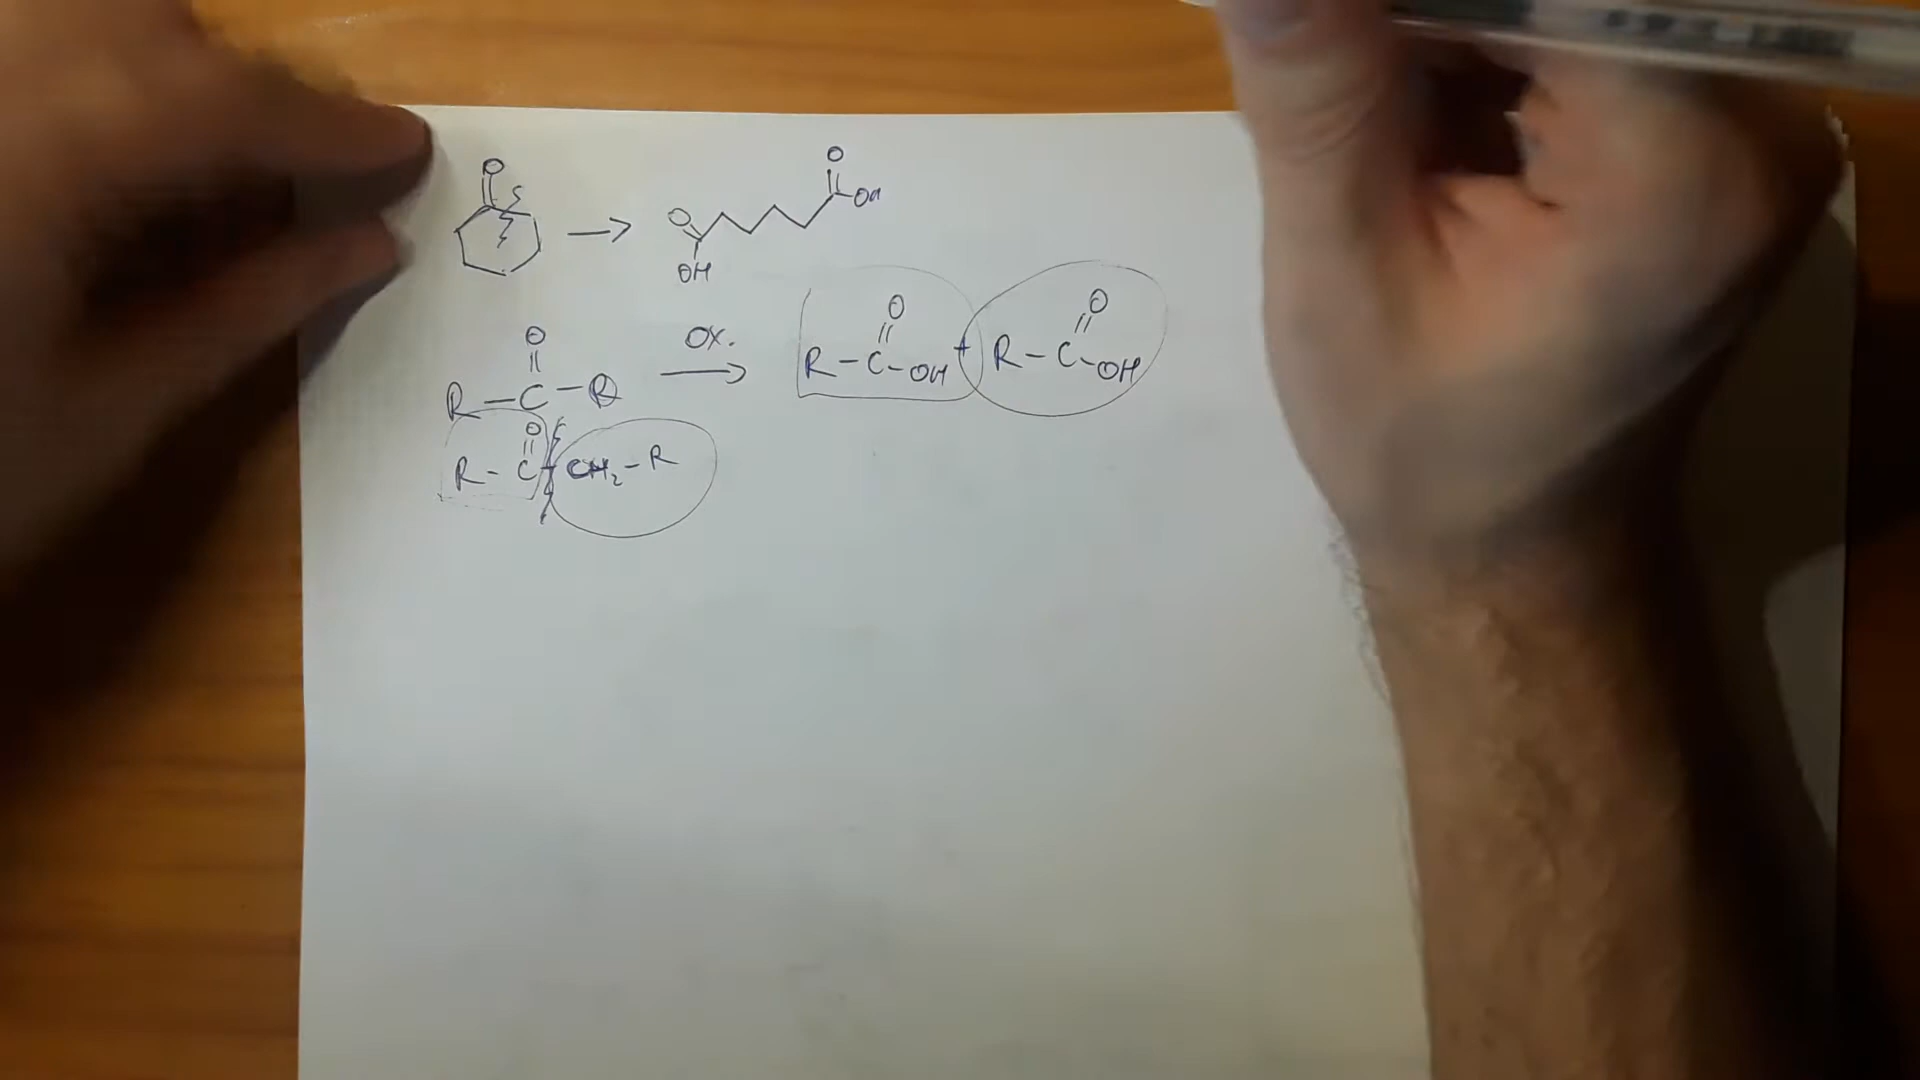 O → O OH O OH
R - C - R
O
OX. →
R - C - OH
O
+ R - C - OH
O
R - C - CH₂ - R
O